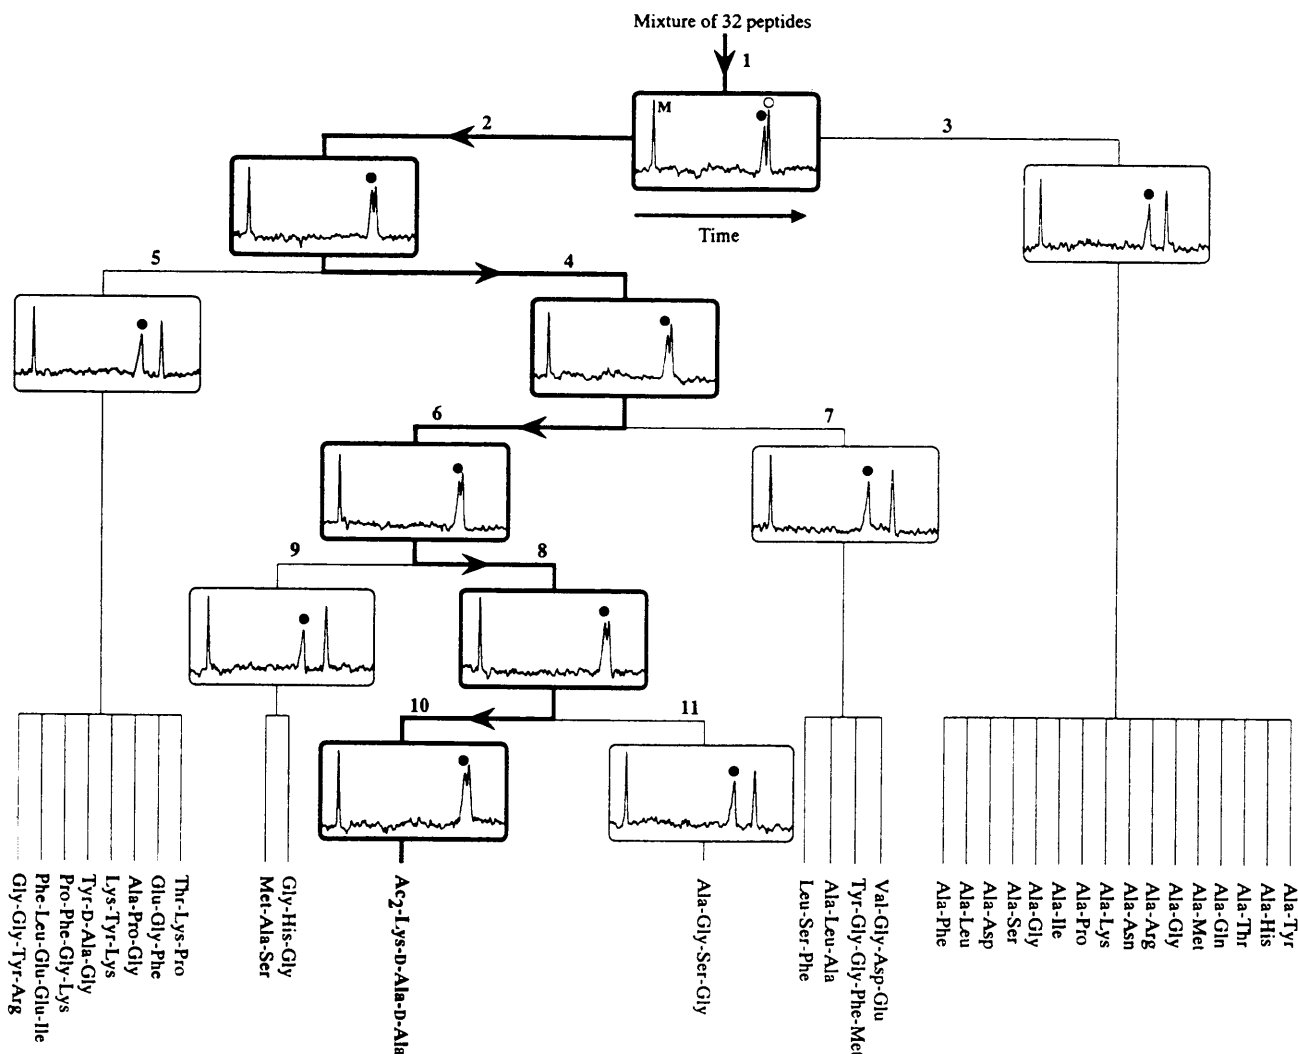 Mixture of 32 peptides
1
M
2
3
Time
5
4
6
7
9
8
10
11
Gly-Gly-Tyr-Arg
Phe-Leu-Glu-Glu-Ile
Pro-Phe-Gly-Lys
Tyr-D-Ala-Gly
Lys-Tyr-Lys
Ala-Pro-Gly
Glu-Gly-Phe
Thr-Lys-Pro
Met-Ala-Ser
Gly-His-Gly
Ac2-Lys-D-Ala-D-Ala
Ala-Gly-Ser-Gly
Leu-Ser-Phe
Ala-Leu-Ala
Tyr-Gly-Gly-Phe-Met
Val-Gly-Asp-Glu
Ala-Phe
Ala-Leu
Ala-Asp
Ala-Ser
Ala-Gly
Ala-Ile
Ala-Pro
Ala-Lys
Ala-Asn
Ala-Arg
Ala-Gly
Ala-Met
Ala-Gln
Ala-Thr
Ala-His
Ala-Tyr